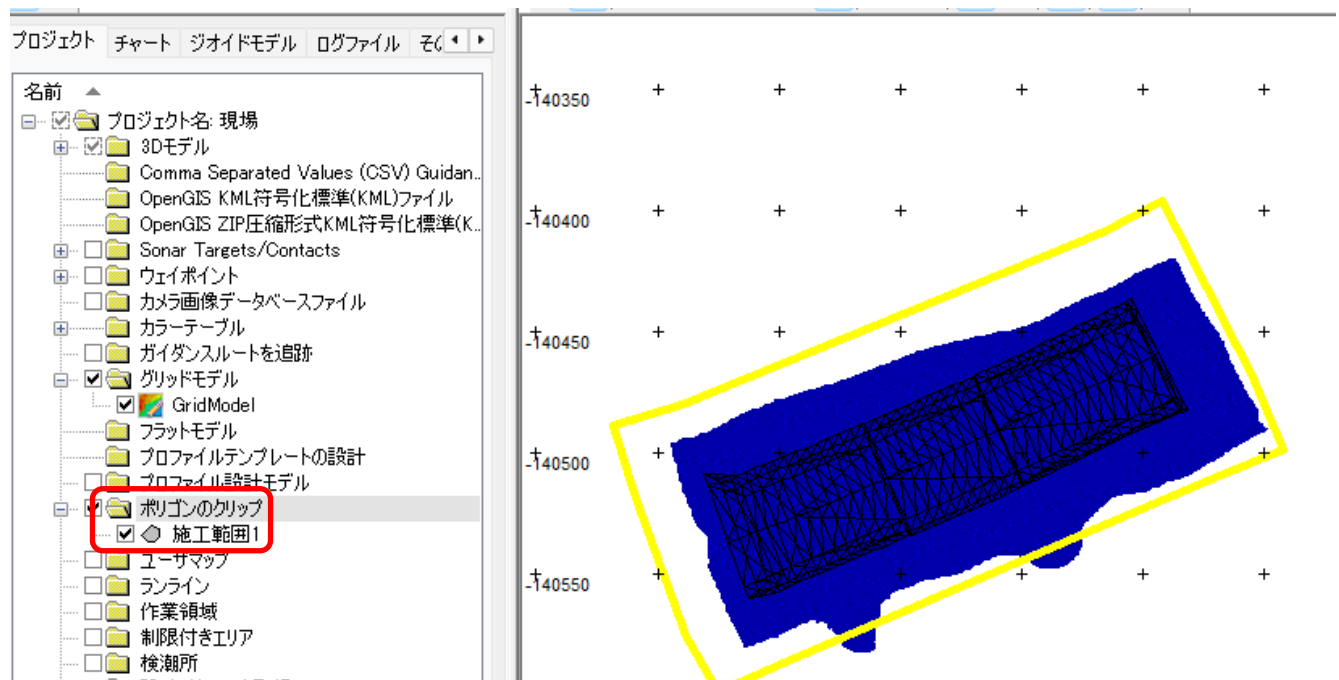 プロジェクト チャート ジオイドモデル ログファイル
名前
プロジェクト名: 現場
3Dモデル
Comma Separated Values (CSV) Guidan..
OpenGIS KML符号化標準(KML)ファイル
OpenGIS ZIP圧縮形式KML符号化標準(K..
Sonar Targets/Contacts
ウェイポイント
カメラ画像データベースファイル
カラーテーブル
ガイダンスルートを追跡
グリッドモデル
GridModel
フラットモデル
プロファイルテンプレートの設計
プロファイル設計モデル
ポリゴンのクリップ
施工範囲1
ユーザマップ
ランライン
作業領域
制限付きエリア
検潮所
-140350
-140400
-140450
-140500
-140550